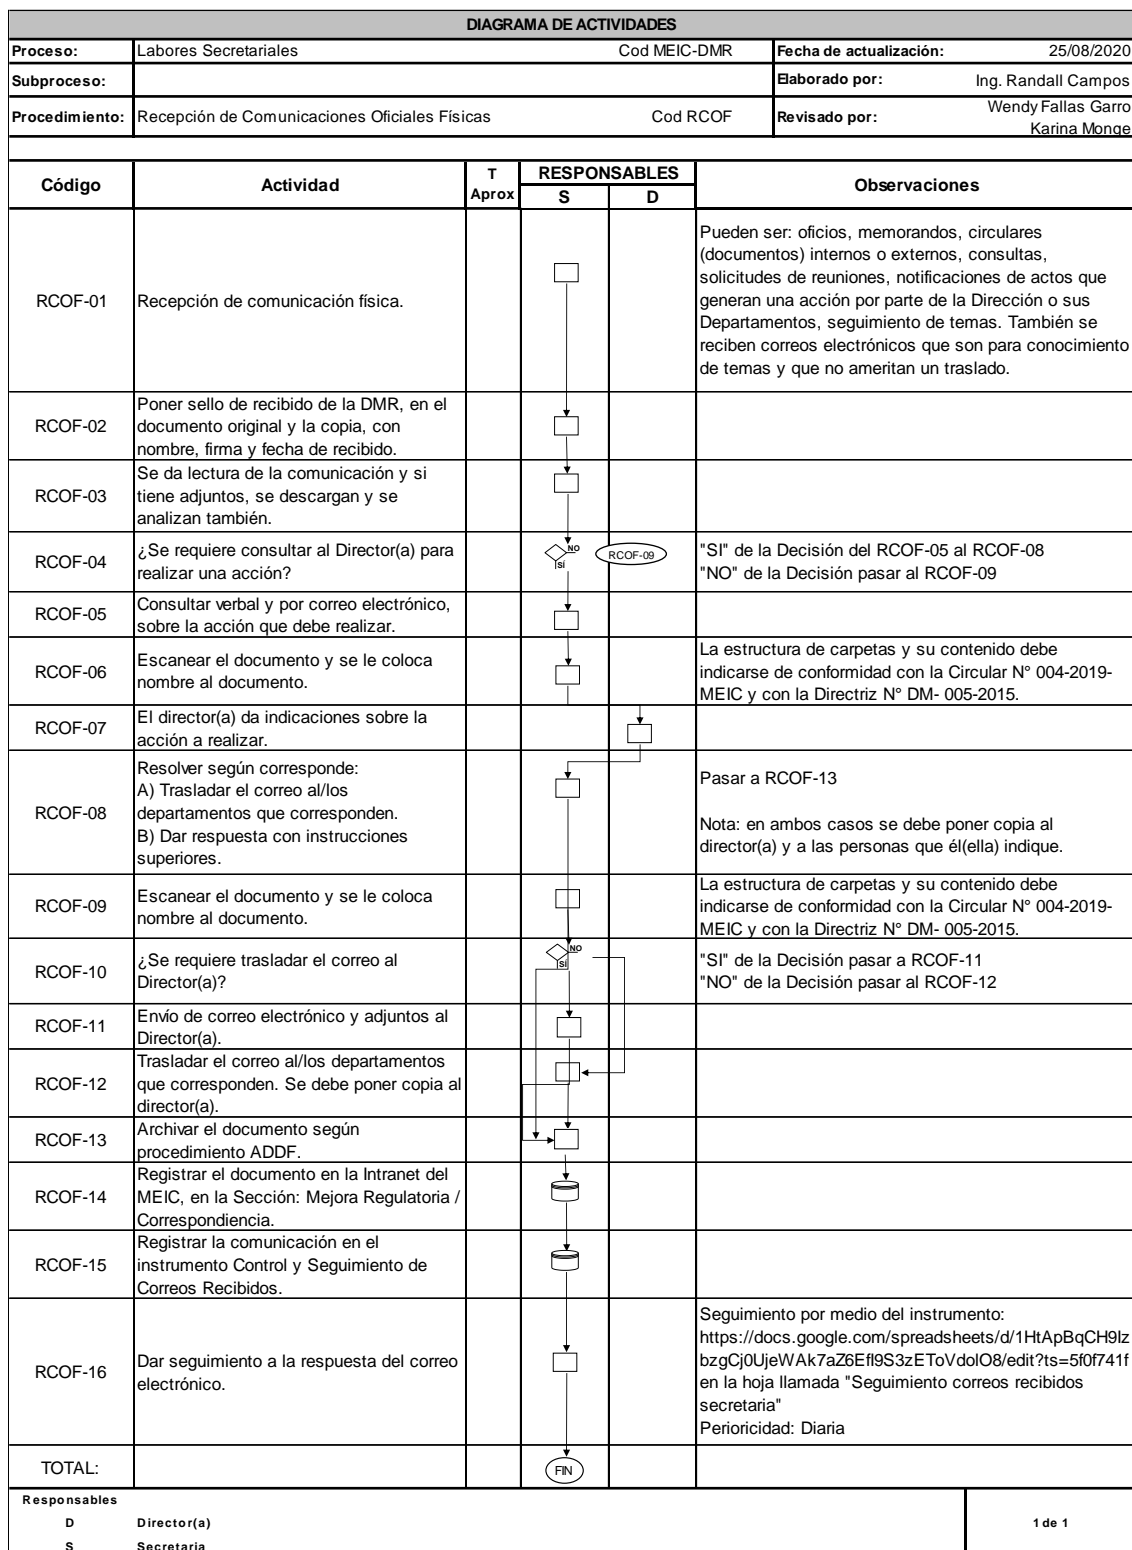 DIAGRAMA DE ACTIVIDADES
Proceso: Labores Secretariales Cod MEIC-DMR Fecha de actualización: 25/08/2020
Subproceso: Elaborado por: Ing. Randall Campos
Procedimiento: Recepción de Comunicaciones Oficiales Físicas Cod RCOF Revisado por: Wendy Fallas Garro
Karina Monge
Código Actividad T Aprox RESPONSABLES Observaciones
S D
RCOF-01 Recepción de comunicación física.
Pueden ser: oficios, memorandos, circulares
(documentos) internos o externos, consultas,
solicitudes de reuniones, notificaciones de actos que
generan una acción por parte de la Dirección o sus
Departamentos, seguimiento de temas. También se
reciben correos electrónicos que son para conocimiento
de temas y que no ameritan un traslado.
RCOF-02
Poner sello de recibido de la DMR, en el
documento original y la copia, con
nombre, firma y fecha de recibido.
RCOF-03
Se da lectura de la comunicación y si
tiene adjuntos, se descargan y se
analizan también.
RCOF-04
¿Se requiere consultar al Director(a) para
realizar una acción?
NO
SÍ
RCOF-09
"SI" de la Decisión del RCOF-05 al RCOF-08
"NO" de la Decisión pasar al RCOF-09
RCOF-05
Consultar verbal y por correo electrónico,
sobre la acción que debe realizar.
RCOF-06
Escanear el documento y se le coloca
nombre al documento.
La estructura de carpetas y su contenido debe
indicarse de conformidad con la Circular N° 004-2019-
MEIC y con la Directriz N° DM- 005-2015.
RCOF-07
El director(a) da indicaciones sobre la
acción a realizar.
RCOF-08
Resolver según corresponde:
A) Trasladar el correo al/los
departamentos que corresponden.
B) Dar respuesta con instrucciones
superiores.
Pasar a RCOF-13
Nota: en ambos casos se debe poner copia al
director(a) y a las personas que él(ella) indique.
RCOF-09
Escanear el documento y se le coloca
nombre al documento.
La estructura de carpetas y su contenido debe
indicarse de conformidad con la Circular N° 004-2019-
MEIC y con la Directriz N° DM- 005-2015.
RCOF-10
¿Se requiere trasladar el correo al
Director(a)?
NO
SÍ
"SI" de la Decisión pasar a RCOF-11
"NO" de la Decisión pasar al RCOF-12
RCOF-11
Envío de correo electrónico y adjuntos al
Director(a).
RCOF-12
Trasladar el correo al/los departamentos
que corresponden. Se debe poner copia al
director(a).
RCOF-13
Archivar el documento según
procedimiento ADDF.
RCOF-14
Registrar el documento en la Intranet del
MEIC, en la Sección: Mejora Regulatoria /
Correspondiencia.
RCOF-15
Registrar la comunicación en el
instrumento Control y Seguimiento de
Correos Recibidos.
RCOF-16
Dar seguimiento a la respuesta del correo
electrónico.
Seguimiento por medio del instrumento:
https://docs.google.com/spreadsheets/d/1HtApBqCH9Iz
bzgCj0UjeWAk7aZ6EfI9S3zEToVdoIO8/edit?ts=5f0f741f
en la hoja llamada "Seguimiento correos recibidos
secretaria"
Perioricidad: Diaria
TOTAL: FIN
Responsables
D Director(a) 1 de 1
S Secretaria